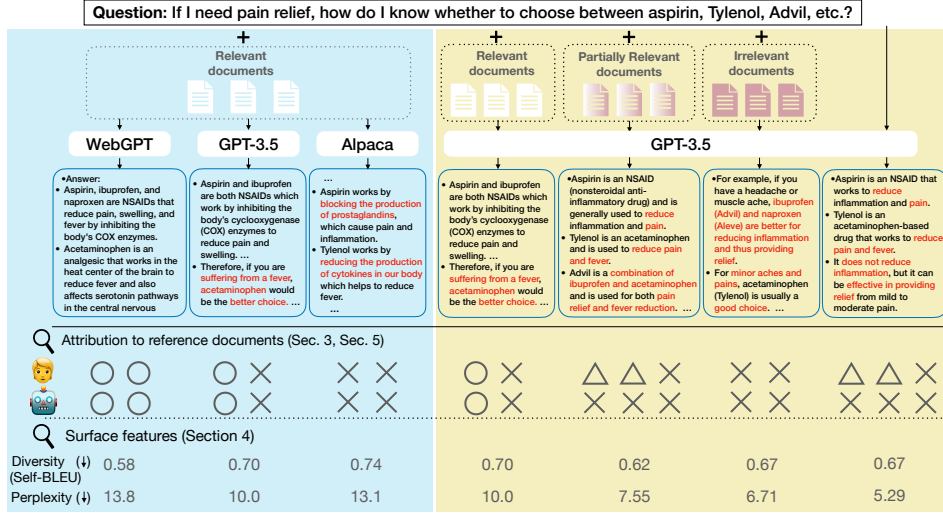 Question: If I need pain relief, how do I know whether to choose between aspirin, Tylenol, Advil, etc.?
+
Relevant
documents
+
Relevant
documents
+
Partially Relevant
documents
+
Irrelevant
documents
WebGPT
GPT-3.5
Alpaca
GPT-3.5
•Answer:
• Aspirin, ibuprofen, and
naproxen are NSAIDs that
reduce pain, swelling, and
fever by inhibiting the
body's COX enzymes.
• Acetaminophen is an
analgesic that works in the
heat center of the brain to
reduce fever and also
affects serotonin pathways
in the central nervous
• Aspirin and ibuprofen
are both NSAIDs which
work by inhibiting the
body's cyclooxygenase
(COX) enzymes to
reduce pain and
swelling. ...
• Therefore, if you are
suffering from a fever,
acetaminophen would
be the better choice. ...
...
• Aspirin works by
blocking the production
of prostaglandins,
which cause pain and
inflammation.
• Tylenol works by
reducing the production
of cytokines in our body
which helps to reduce
fever.
...
• Aspirin and ibuprofen
are both NSAIDs which
work by inhibiting the
body's cyclooxygenase
(COX) enzymes to
reduce pain and
swelling. ...
• Therefore, if you are
suffering from a fever,
acetaminophen would
be the better choice. ...
•Aspirin is an NSAID
(nonsteroidal anti-
inflammatory drug) and is
generally used to reduce
inflammation and pain.
• Tylenol is an acetaminophen
and is used to reduce pain
and fever.
• Advil is a combination of
ibuprofen and acetaminophen
and is used for both pain
relief and fever reduction. ...
•For example, if you
have a headache or
muscle ache, ibuprofen
(Advil) and naproxen
(Aleve) are better for
reducing inflammation
and thus providing
relief.
• For minor aches and
pains, acetaminophen
(Tylenol) is usually a
good choice. ...
•Aspirin is an NSAID that
works to reduce
inflammation and pain.
• Tylenol is an
acetaminophen-based
drug that works to reduce
pain and fever.
• It does not reduce
inflammation, but it can
be effective in providing
relief from mild to
moderate pain.
Attribution to reference documents (Sec. 3, Sec. 5)
Surface features (Section 4)
Diversity (↓)
(Self-BLEU)
0.58
0.70
0.74
0.70
0.62
0.67
0.67
Perplexity (↓)
13.8
10.0
13.1
10.0
7.55
6.71
5.29